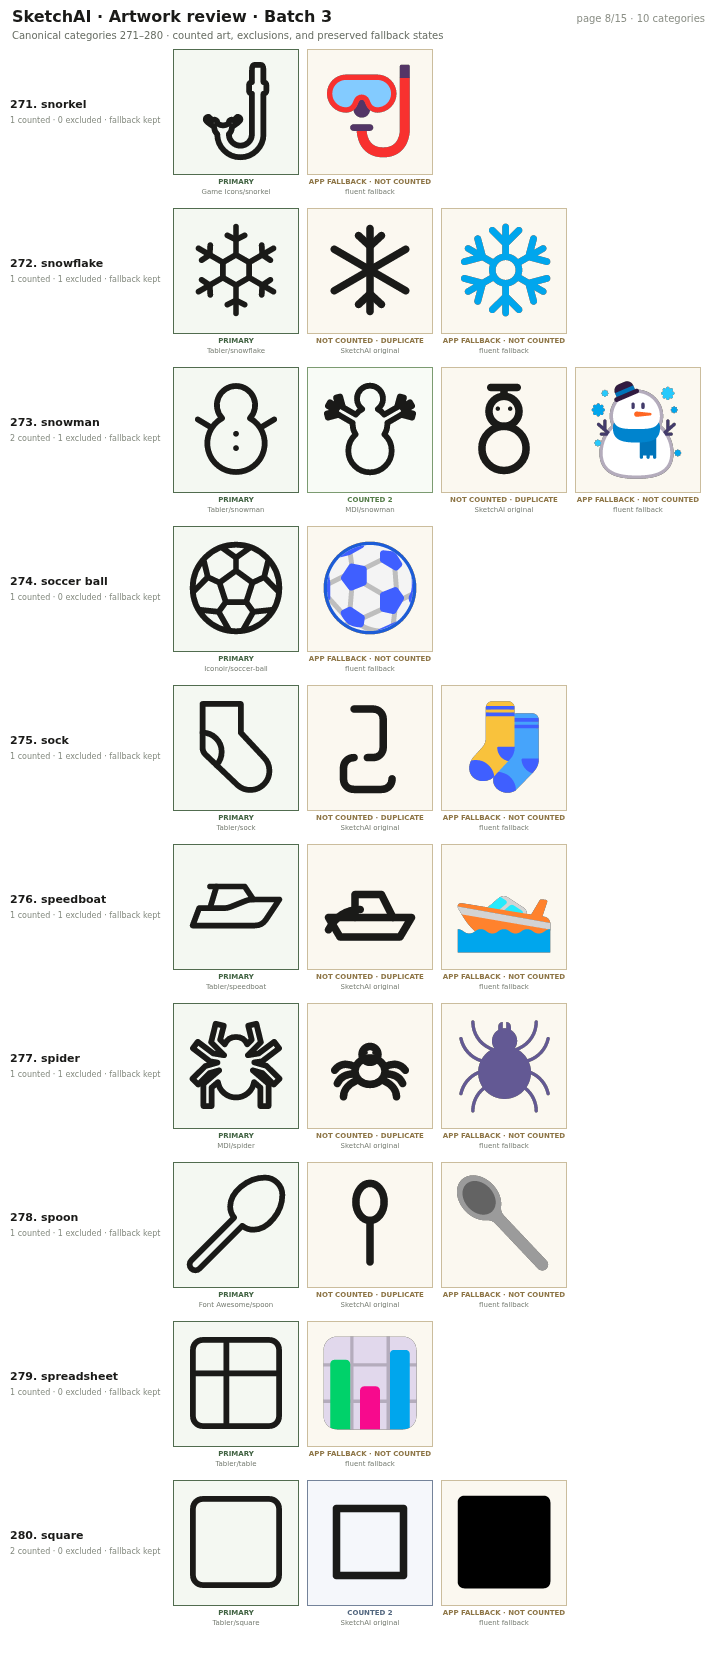 SketchAI · Artwork review · Batch 3
page 8/15 · 10 categories
Canonical categories 271–280 · counted art, exclusions, and preserved fallback states
271. snorkel
1 counted · 0 excluded · fallback kept
PRIMARY
Game Icons/snorkel
APP FALLBACK · NOT COUNTED
fluent fallback
272. snowflake
1 counted · 1 excluded · fallback kept
PRIMARY
Tabler/snowflake
NOT COUNTED · DUPLICATE
SketchAI original
APP FALLBACK · NOT COUNTED
fluent fallback
273. snowman
2 counted · 1 excluded · fallback kept
PRIMARY
Tabler/snowman
COUNTED 2
MDI/snowman
NOT COUNTED · DUPLICATE
SketchAI original
APP FALLBACK · NOT COUNTED
fluent fallback
274. soccer ball
1 counted · 0 excluded · fallback kept
PRIMARY
Iconoir/soccer-ball
APP FALLBACK · NOT COUNTED
fluent fallback
275. sock
1 counted · 1 excluded · fallback kept
PRIMARY
Tabler/sock
NOT COUNTED · DUPLICATE
SketchAI original
APP FALLBACK · NOT COUNTED
fluent fallback
276. speedboat
1 counted · 1 excluded · fallback kept
PRIMARY
Tabler/speedboat
NOT COUNTED · DUPLICATE
SketchAI original
APP FALLBACK · NOT COUNTED
fluent fallback
277. spider
1 counted · 1 excluded · fallback kept
PRIMARY
MDI/spider
NOT COUNTED · DUPLICATE
SketchAI original
APP FALLBACK · NOT COUNTED
fluent fallback
278. spoon
1 counted · 1 excluded · fallback kept
PRIMARY
Font Awesome/spoon
NOT COUNTED · DUPLICATE
SketchAI original
APP FALLBACK · NOT COUNTED
fluent fallback
279. spreadsheet
1 counted · 0 excluded · fallback kept
PRIMARY
Tabler/table
APP FALLBACK · NOT COUNTED
fluent fallback
280. square
2 counted · 0 excluded · fallback kept
PRIMARY
Tabler/square
COUNTED 2
SketchAI original
APP FALLBACK · NOT COUNTED
fluent fallback